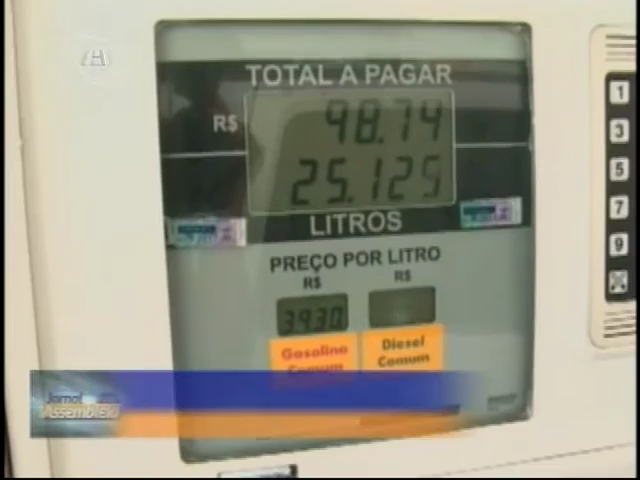 TOTAL A PAGAR
R$ 98.74
25.125
LITROS
PREÇO POR LITRO
R$ R$
3.930
Gasolina Diesel
Comum Comum
1
3
5
7
9
Jornal da
Assembleia